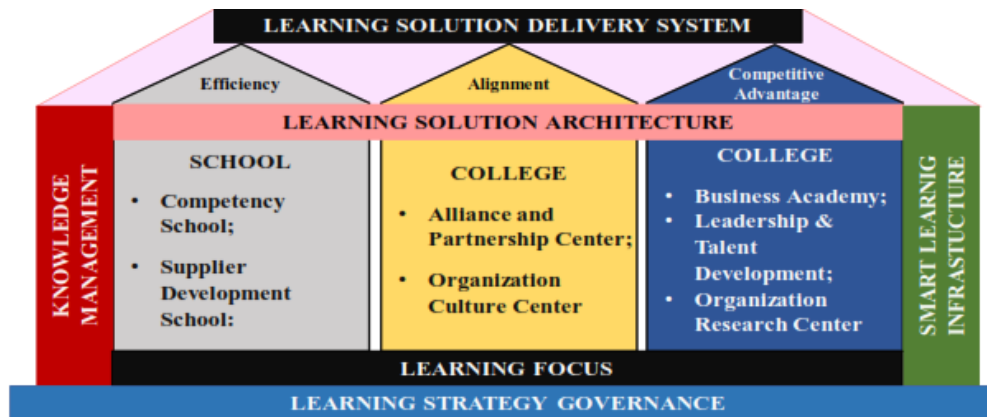 LEARNING SOLUTION DELIVERY SYSTEM
Efficiency
Alignment
Competitive
Advantage
LEARNING SOLUTION ARCHITECTURE
KNOWLEDGE
MANAGEMENT
SCHOOL
• Competency
School;
• Supplier
Development
School:
COLLEGE
• Alliance and
Partnership Center;
• Organization
Culture Center
COLLEGE
• Business Academy;
• Leadership &
Talent
Development;
• Organization
Research Center
SMART LEARNIG
INFRASTUCTURE
LEARNING FOCUS
LEARNING STRATEGY GOVERNANCE